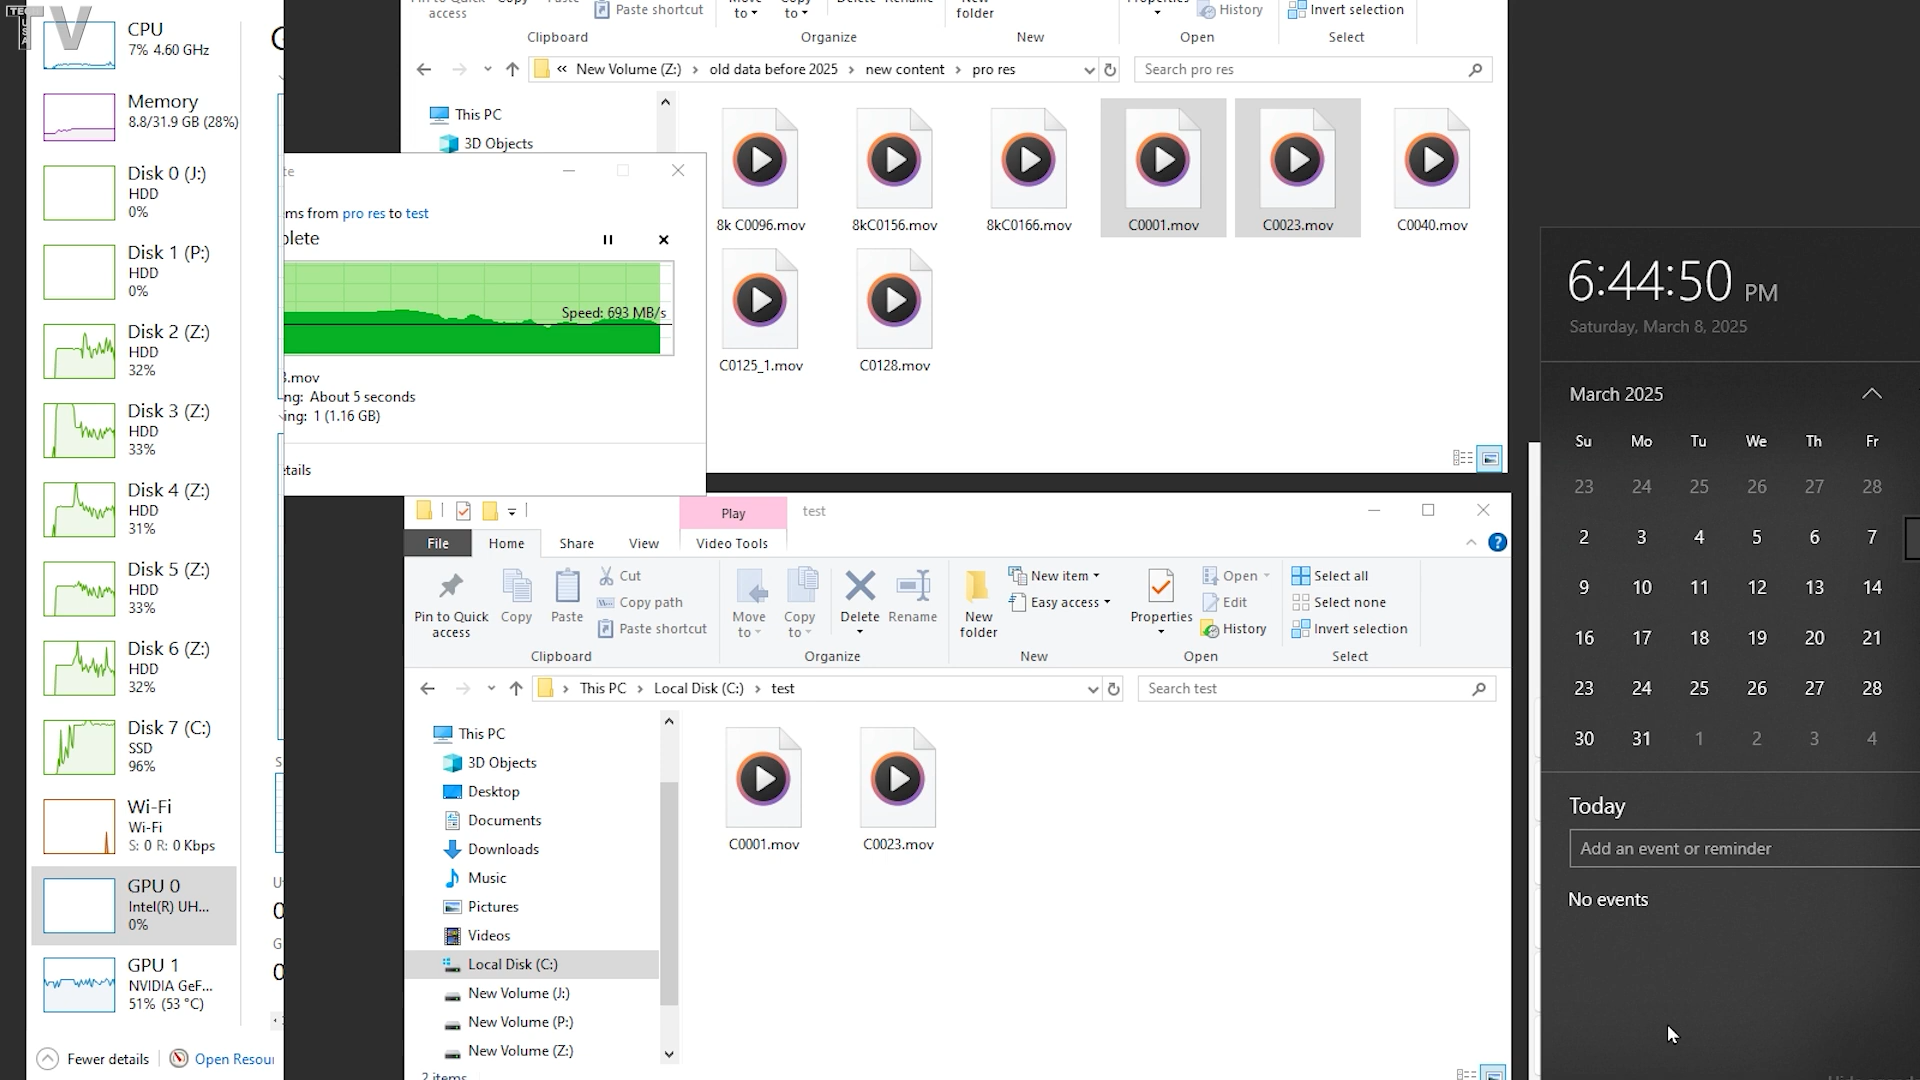 TV
CPU
7% 4.60 GHz
Memory
8.8/31.9 GB (28%)
Disk 0 (J:)
HDD
0%
Disk 1 (P:)
HDD
0%
Disk 2 (Z:)
HDD
32%
Disk 3 (Z:)
HDD
33%
Disk 4 (Z:)
HDD
31%
Disk 5 (Z:)
HDD
33%
Disk 6 (Z:)
HDD
32%
Disk 7 (C:)
SSD
96%
Wi-Fi
Wi-Fi
S: 0 R: 0 Kbps
GPU 0
Intel(R) UH...
0%
GPU 1
NVIDIA GeF...
51% (53 °C)
Fewer details
Open Resou
ms from pro res to test
plete
Speed: 693 MB/s
3.mov
ng: About 5 seconds
ing: 1 (1.16 GB)
etails
access
Paste shortcut
to
to
folder
History
Invert selection
Clipboard
Organize
New
Open
Select
« New Volume (Z:) › old data before 2025 › new content › pro res
Search pro res
This PC
3D Objects
8k C0096.mov
8kC0156.mov
8kC0166.mov
C0001.mov
C0023.mov
C0040.mov
C0125_1.mov
C0128.mov
Play
test
File
Home
Share
View
Video Tools
Pin to Quick access
Copy
Paste
Cut
Copy path
Paste shortcut
Move to
Copy to
Delete
Rename
New folder
New item
Easy access
Properties
Open
Edit
History
Select all
Select none
Invert selection
Clipboard
Organize
New
Open
Select
› This PC › Local Disk (C:) › test
Search test
This PC
3D Objects
Desktop
Documents
Downloads
Music
Pictures
Videos
Local Disk (C:)
New Volume (J:)
New Volume (P:)
New Volume (Z:)
C0001.mov
C0023.mov
2 items
6:44:50 PM
Saturday, March 8, 2025
March 2025
Su Mo Tu We Th Fr
23 24 25 26 27 28
2 3 4 5 6 7
9 10 11 12 13 14
16 17 18 19 20 21
23 24 25 26 27 28
30 31 1 2 3 4
Today
Add an event or reminder
No events